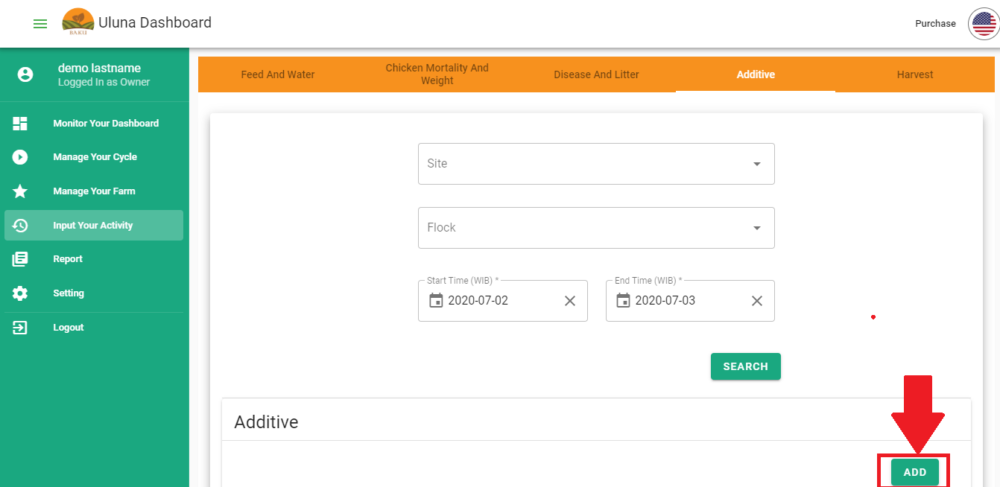 BAKU
Uluna Dashboard
Purchase
demo lastname
Logged In as Owner
Monitor Your Dashboard
Manage Your Cycle
Manage Your Farm
Input Your Activity
Report
Setting
Logout
Feed And Water
Chicken Mortality And
Weight
Disease And Litter
Additive
Harvest
Site
Flock
Start Time (WIB) *
2020-07-02
End Time (WIB) *
2020-07-03
SEARCH
Additive
ADD